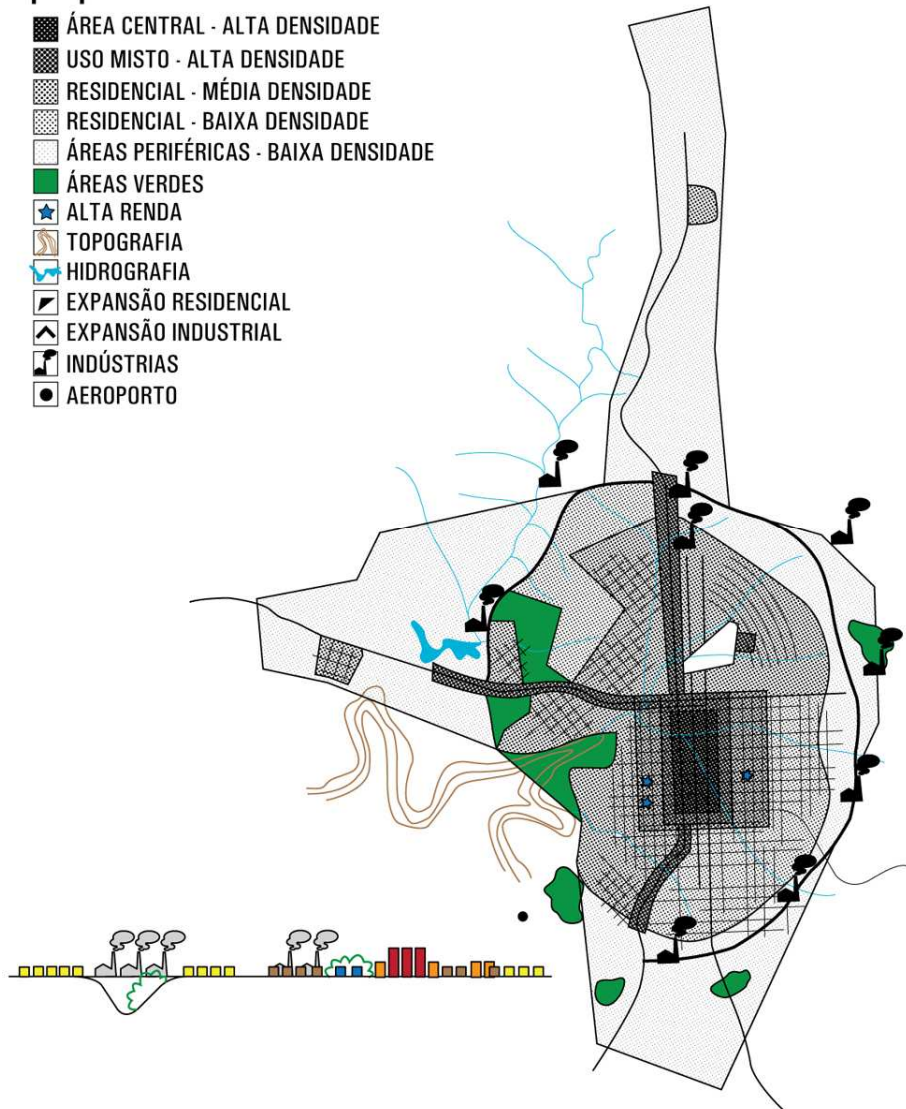 ÁREA CENTRAL - ALTA DENSIDADE
USO MISTO - ALTA DENSIDADE
RESIDENCIAL - MÉDIA DENSIDADE
RESIDENCIAL - BAIXA DENSIDADE
ÁREAS PERIFÉRICAS - BAIXA DENSIDADE
ÁREAS VERDES
ALTA RENDA
TOPOGRAFIA
HIDROGRAFIA
EXPANSÃO RESIDENCIAL
EXPANSÃO INDUSTRIAL
INDÚSTRIAS
AEROPORTO